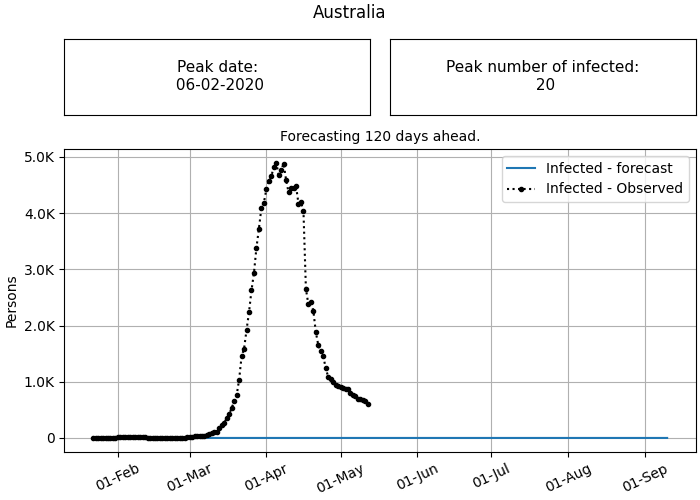 Australia
Peak date:
06-02-2020
Peak number of infected:
20
Forecasting 120 days ahead.
Infected - forecast
Infected - Observed
Persons
5.0K
4.0K
3.0K
2.0K
1.0K
0
01-Feb
01-Mar
01-Apr
01-May
01-Jun
01-Jul
01-Aug
01-Sep